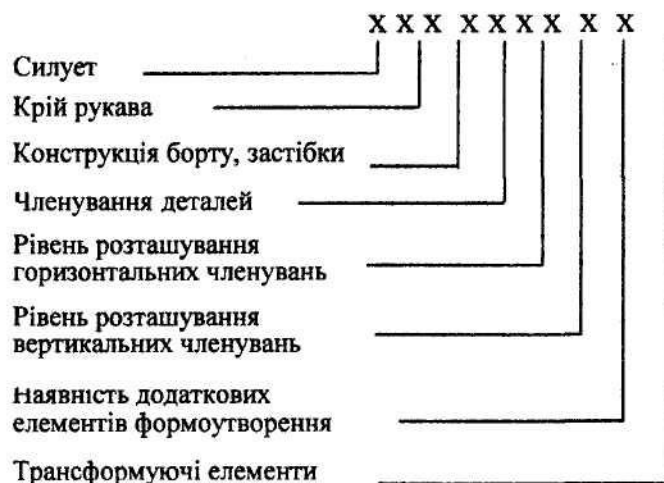 X X X X X X X X X
Силует
Крій рукава
Конструкція борту, застібки
Членування деталей
Рівень розташування
горизонтальних членувань
Рівень розташування
вертикальних членувань
Наявність додаткових
елементів формоутворення
Трансформуючі елементи